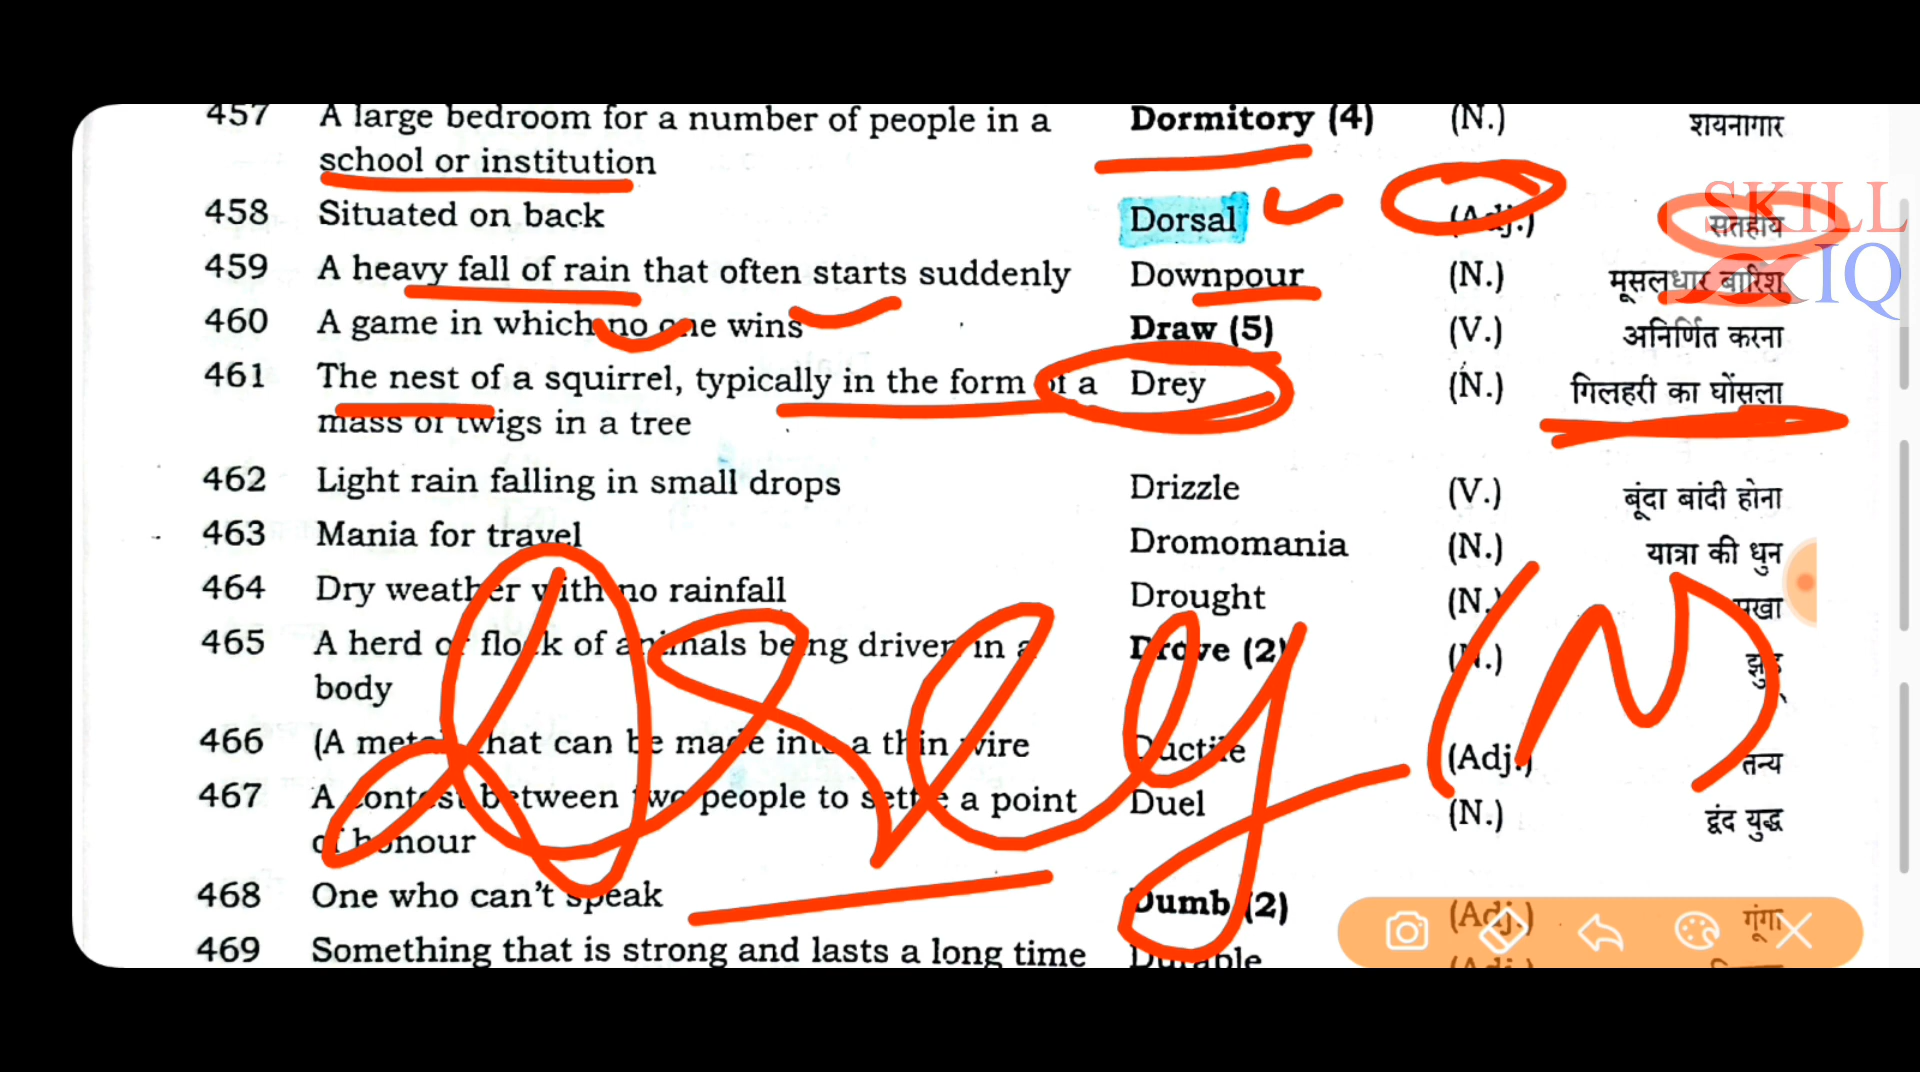 457 A large bedroom for a number of people in a Dormitory (4) (N.) शयनागार
school or institution
SKILL
458 Situated on back Dorsal (Adj.) सतहीय
459 A heavy fall of rain that often starts suddenly Downpour (N.) मूसलधार बारिश
IQ
460 A game in which no one wins Draw (5) (V.) अनिर्णित करना
461 The nest of a squirrel, typically in the form of a Drey (N.) गिलहरी का घोंसला
mass of twigs in a tree
462 Light rain falling in small drops Drizzle (V.) बूंदा बांदी होना
463 Mania for travel Dromomania (N.) यात्रा की धुन
464 Dry weather with no rainfall Drought (N.)
465 A herd or flock of animals being driven in a Drove (2) (N.)
body
Drey (N)
466 (A metal that can be made into a thin wire Ductile (Adj.) तन्य
467 A contest between two people to settle a point Duel (N.) द्वंद युद्ध
of honour
468 One who can't speak Dumb (2) (Adj.) गूंगा
469 Something that is strong and lasts a long time Durable (Adj.)